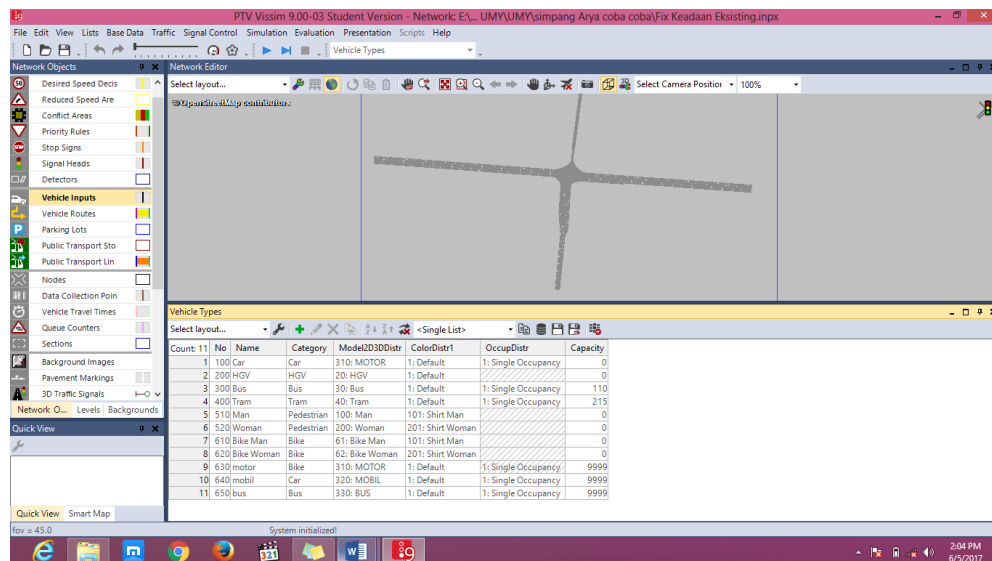 PTV Vissim 9.00-03 Student Version - Network: E:\... UMY\UMY\simpang Arya coba coba\Fix Keadaan Eksisting.inpx
File Edit View Lists Base Data Traffic Signal Control Simulation Evaluation Presentation Scripts Help
Vehicle Types
Network Objects
Desired Speed Decis
Reduced Speed Are
Conflict Areas
Priority Rules
Stop Signs
Signal Heads
Detectors
Vehicle Inputs
Vehicle Routes
Parking Lots
Public Transport Sto
Public Transport Lin
Nodes
Data Collection Poin
Vehicle Travel Times
Queue Counters
Sections
Background Images
Pavement Markings
3D Traffic Signals
Network O... Levels Backgrounds
Quick View
Quick View Smart Map
Network Editor
Select layout... Select Camera Position 100%
© OpenStreetMap contributors
Vehicle Types
Select layout... <Single List>
Count: 11 No Name Category Model2D3DDistr ColorDistr1 OccupDistr Capacity
1 100 Car Car 310: MOTOR 1: Default 1: Single Occupancy 0
2 200 HGV HGV 20: HGV 1: Default 0
3 300 Bus Bus 30: Bus 1: Default 1: Single Occupancy 110
4 400 Tram Tram 40: Tram 1: Default 1: Single Occupancy 215
5 510 Man Pedestrian 100: Man 101: Shirt Man 0
6 520 Woman Pedestrian 200: Woman 201: Shirt Woman 0
7 610 Bike Man Bike 61: Bike Man 101: Shirt Man 0
8 620 Bike Woman Bike 62: Bike Woman 201: Shirt Woman 0
9 630 motor Bike 310: MOTOR 1: Default 1: Single Occupancy 9999
10 640 mobil Car 320: MOBIL 1: Default 1: Single Occupancy 9999
11 650 bus Bus 330: BUS 1: Default 1: Single Occupancy 9999
fov = 45.0 System initialized!
2:04 PM
6/5/2017